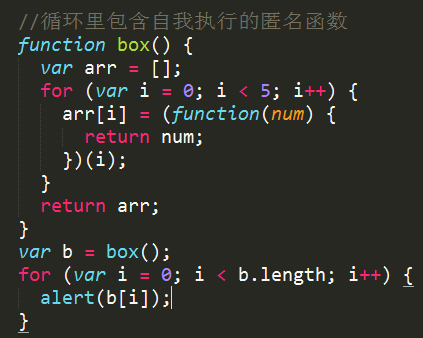 //循环里包含自我执行的匿名函数
function box() {
  var arr = [];
  for (var i = 0; i < 5; i++) {
    arr[i] = (function(num) {
      return num;
    })(i);
  }
  return arr;
}
var b = box();
for (var i = 0; i < b.length; i++) {
  alert(b[i]);
}